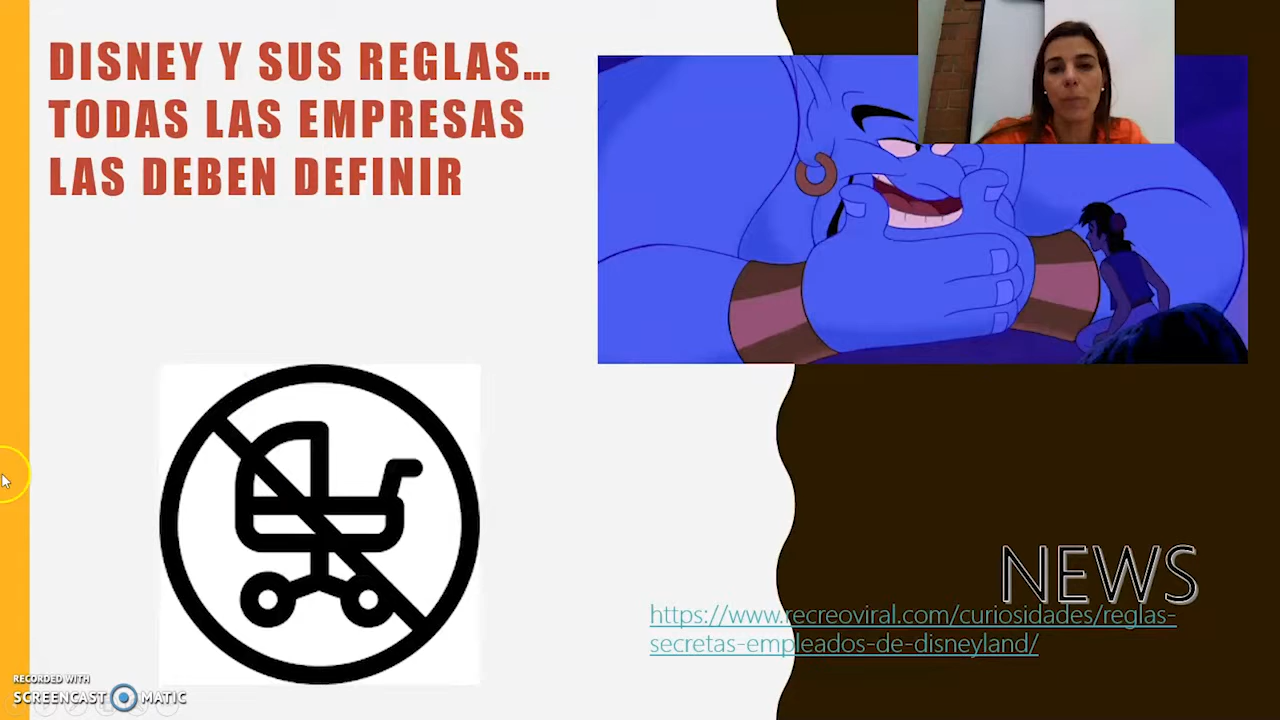 DISNEY Y SUS REGLAS...
TODAS LAS EMPRESAS
LAS DEBEN DEFINIR
NEWS
https://www.recreoviral.com/curiosidades/reglas-
secretas-empleados-de-disneyland/
RECORDED WITH
SCREENCAST MATIC